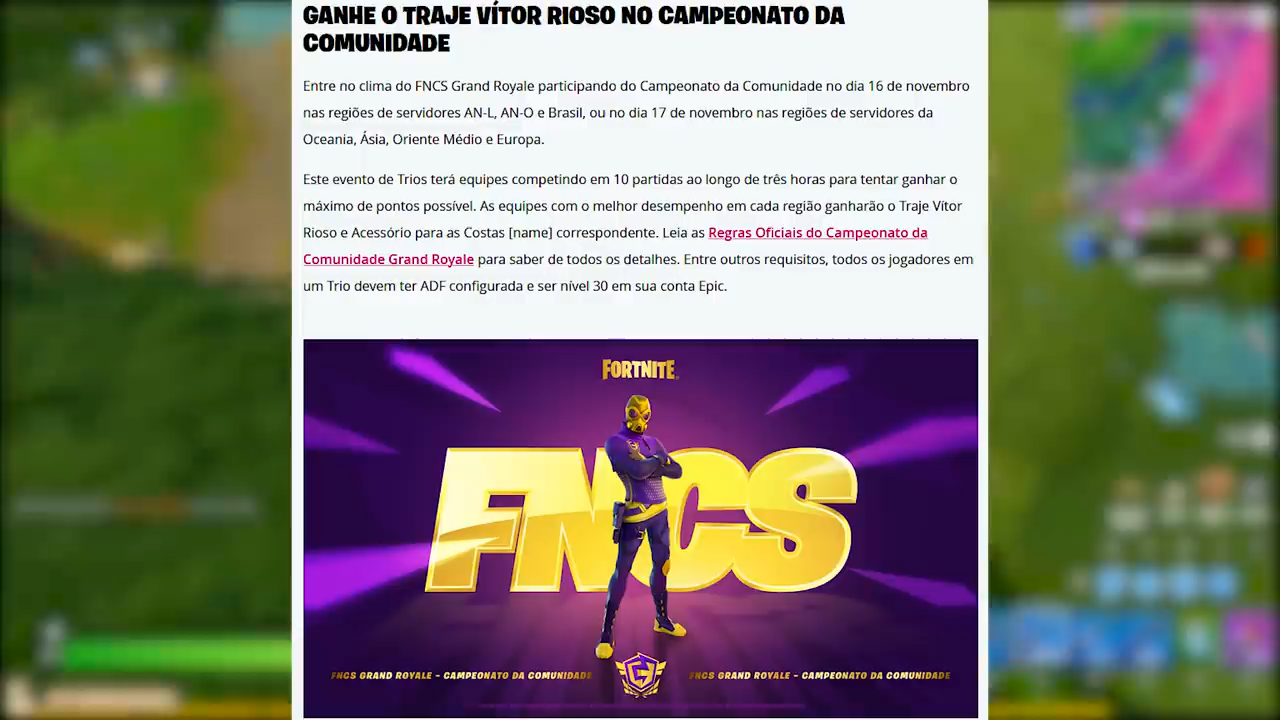 GANHE O TRAJE VÍTOR RIOSO NO CAMPEONATO DA
COMUNIDADE
Entre no clima do FNCS Grand Royale participando do Campeonato da Comunidade no dia 16 de novembro
nas regiões de servidores AN-L, AN-O e Brasil, ou no dia 17 de novembro nas regiões de servidores da
Oceania, Ásia, Oriente Médio e Europa.
Este evento de Trios terá equipes competindo em 10 partidas ao longo de três horas para tentar ganhar o
máximo de pontos possível. As equipes com o melhor desempenho em cada região ganharão o Traje Vítor
Rioso e Acessório para as Costas [name] correspondente. Leia as Regras Oficiais do Campeonato da
Comunidade Grand Royale para saber de todos os detalhes. Entre outros requisitos, todos os jogadores em
um Trio devem ter ADF configurada e ser nível 30 em sua conta Epic.
FORTNITE
FNCS
FNCS GRAND ROYALE - CAMPEONATO DA COMUNIDADE FNCS GRAND ROYALE - CAMPEONATO DA COMUNIDADE